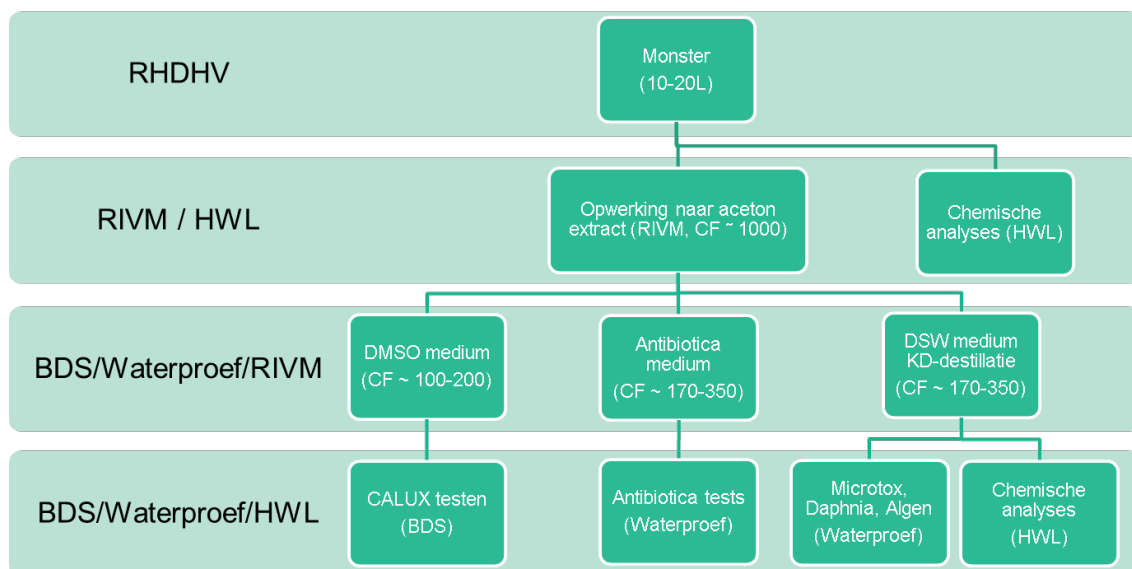 RHDHV
Monster
(10-20L)
RIVM / HWL
Opwerking naar aceton
extract (RIVM, CF ~ 1000)
Chemische
analyses (HWL)
BDS/Waterproef/RIVM
DMSO medium
(CF ~ 100-200)
Antibiotica
medium
(CF ~ 170-350)
DSW medium
KD-destillatie
(CF ~ 170-350)
BDS/Waterproef/HWL
CALUX testen
(BDS)
Antibiotica tests
(Waterproef)
Microtox,
Daphnia, Algen
(Waterproef)
Chemische
analyses
(HWL)